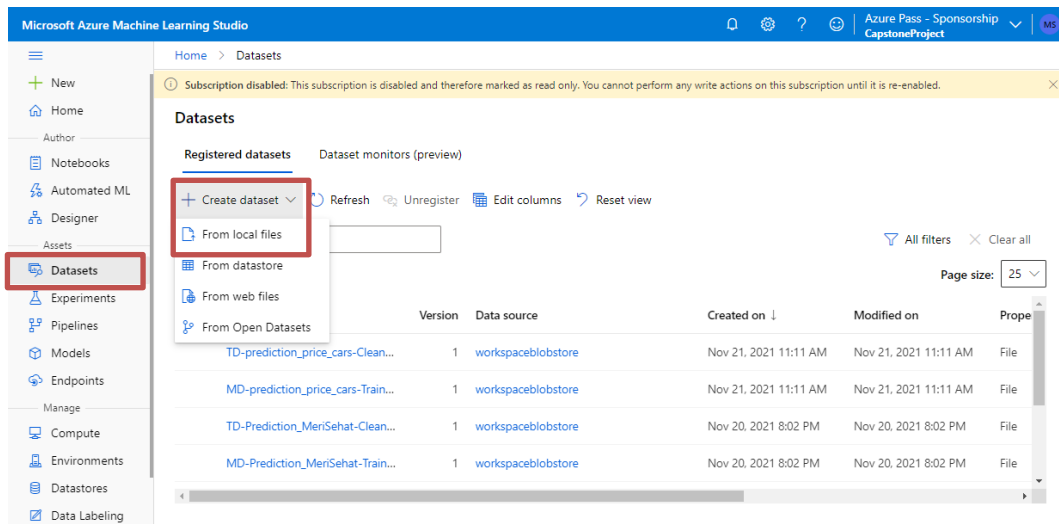 Microsoft Azure Machine Learning Studio
Azure Pass - Sponsorship
CapstoneProject
MS
Home > Datasets
Subscription disabled: This subscription is disabled and therefore marked as read only. You cannot perform any write actions on this subscription until it is re-enabled.
New
Home
Author
Notebooks
Automated ML
Designer
Assets
Datasets
Experiments
Pipelines
Models
Endpoints
Manage
Compute
Environments
Datastores
Data Labeling
Datasets
Registered datasets Dataset monitors (preview)
Create dataset Refresh Unregister Edit columns Reset view
From local files
From datastore
From web files
From Open Datasets
All filters Clear all
Page size: 25
Version Data source Created on ↓ Modified on Prope
TD-prediction_price_cars-Clean... 1 workspaceblobstore Nov 21, 2021 11:11 AM Nov 21, 2021 11:11 AM File
MD-prediction_price_cars-Train... 1 workspaceblobstore Nov 21, 2021 11:11 AM Nov 21, 2021 11:11 AM File
TD-Prediction_MeriSehat-Clean... 1 workspaceblobstore Nov 20, 2021 8:02 PM Nov 20, 2021 8:02 PM File
MD-Prediction_MeriSehat-Train... 1 workspaceblobstore Nov 20, 2021 8:02 PM Nov 20, 2021 8:02 PM File